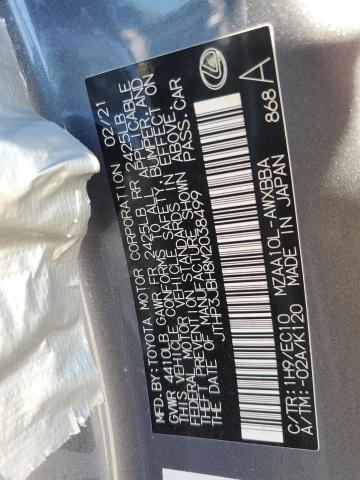 MFD.BY:TOYOTA MOTOR CORPORATION 02/21
GVWR 4410LB GAWR FR 2425LB RR 2425LB
THIS VEHICLE CONFORMS TO ALL APPLICABLE
FEDERAL MOTOR VEHICLE SAFETY, BUMPER, AND
THEFT PREVENTION STANDARDS IN EFFECT ON
THE DATE OF MANUFACTURE SHOWN ABOVE.
JTHP3JBH8M2038499 PASS.CAR
C/TR: 1H9/EC10 MZAA10L-AWXBBA
A/TM:-02A/K120 MADE IN JAPAN 868 A